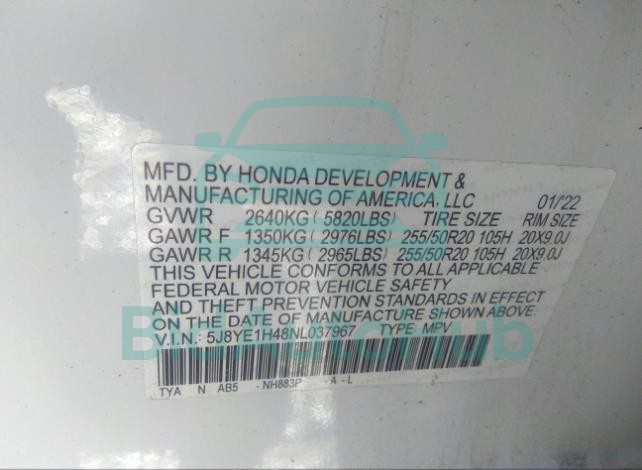 MFD. BY HONDA DEVELOPMENT &
MANUFACTURING OF AMERICA, LLC 01/22
GVWR 2640KG ( 5820LBS) TIRE SIZE RIM SIZE
GAWR F 1350KG ( 2976LBS) 255/50R20 105H 20X9.0J
GAWR R 1345KG ( 2965LBS) 255/50R20 105H 20X9.0J
THIS VEHICLE CONFORMS TO ALL APPLICABLE
FEDERAL MOTOR VEHICLE SAFETY
AND THEFT PREVENTION STANDARDS IN EFFECT
ON THE DATE OF MANUFACTURE SHOWN ABOVE.
V.I.N.: 5J8YE1H48NL037967 TYPE: MPV
TYA N AB5 -NH883P A-L